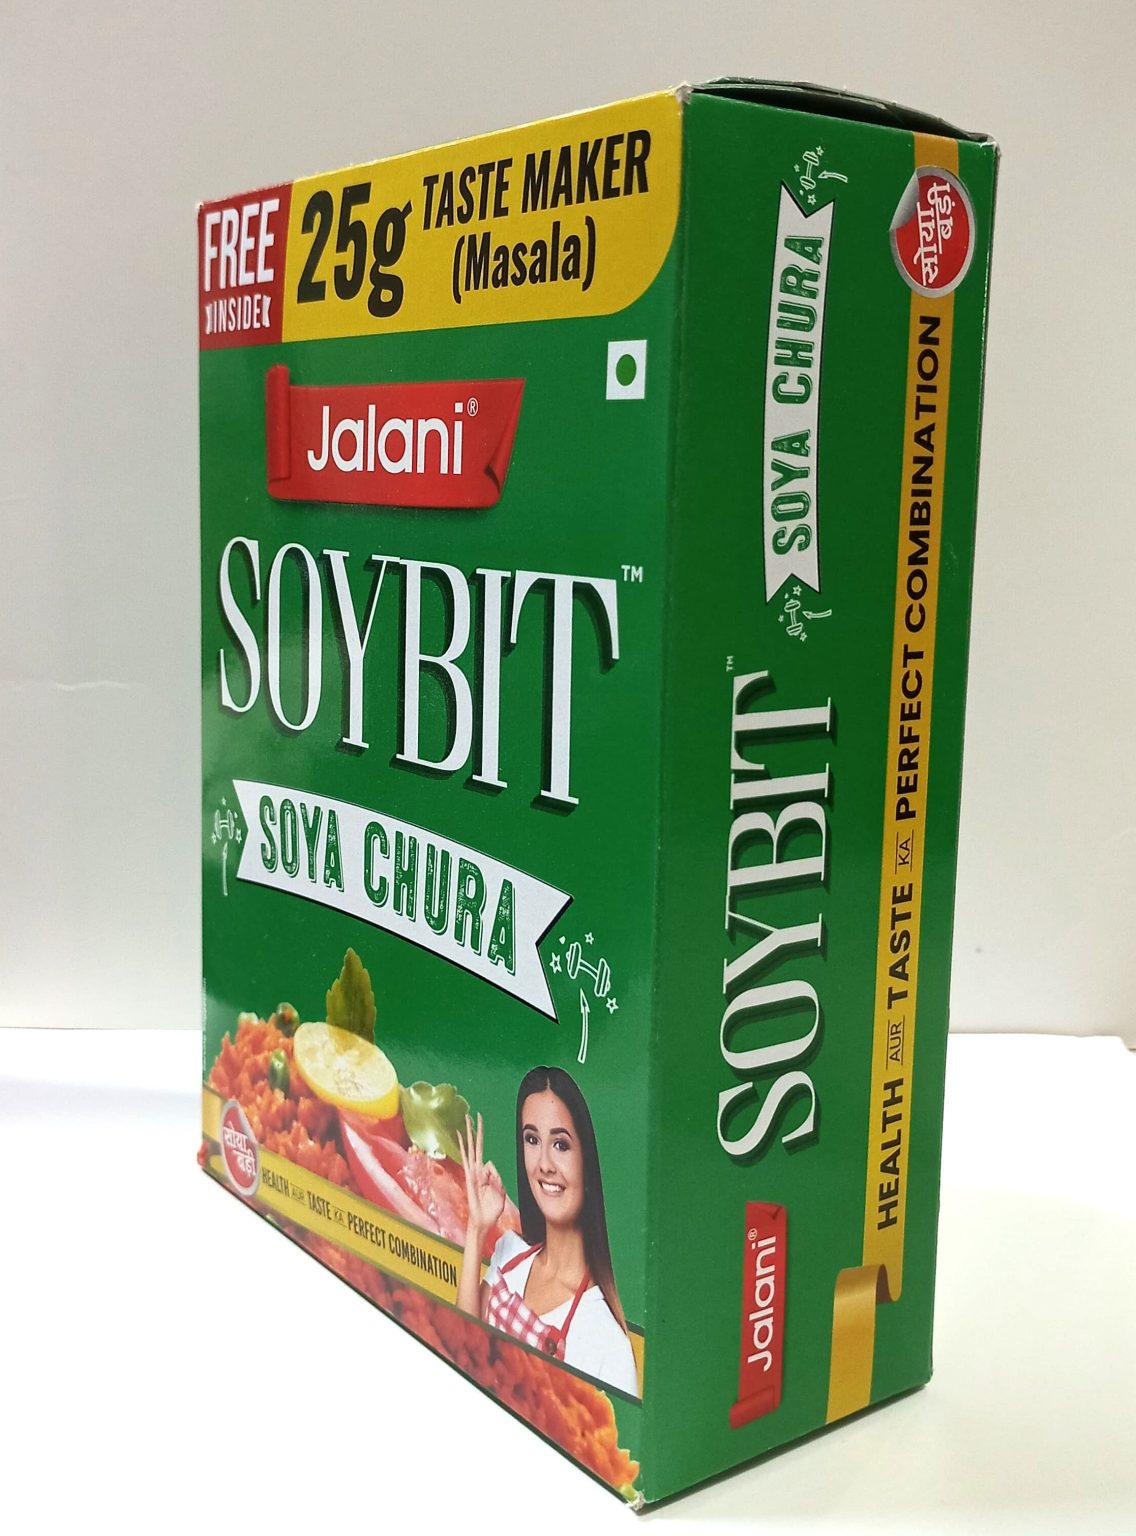 FREE
INSIDE
25g
TASTE MAKER
(Masala)
Jalani®
SOYBIT™
SOYA CHURA
सोया
बड़ी
HEALTH AUR TASTE KA PERFECT COMBINATION
SOYA CHURA
SOYBIT™
Jalani®
सोया
बड़ी
HEALTH AUR TASTE KA PERFECT COMBINATION